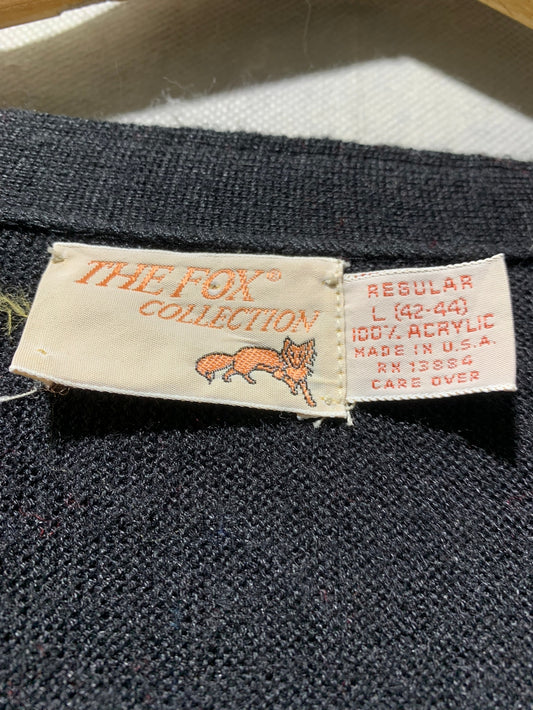 THE FOX®
COLLECTION
REGULAR
L (42-44)
100% ACRYLIC
MADE IN U.S.A.
RN 13884
CARE OVER